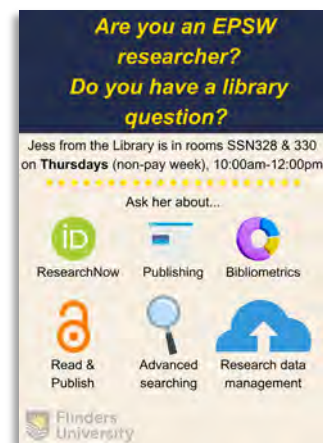 Are you an EPSW
researcher?
Do you have a library
question?
Jess from the Library is in rooms SSN328 & 330
on Thursdays (non-pay week), 10:00am-12:00pm
Ask her about...
iD
ResearchNow Publishing Bibliometrics
Read & Advanced Research data
Publish searching management
Flinders
University